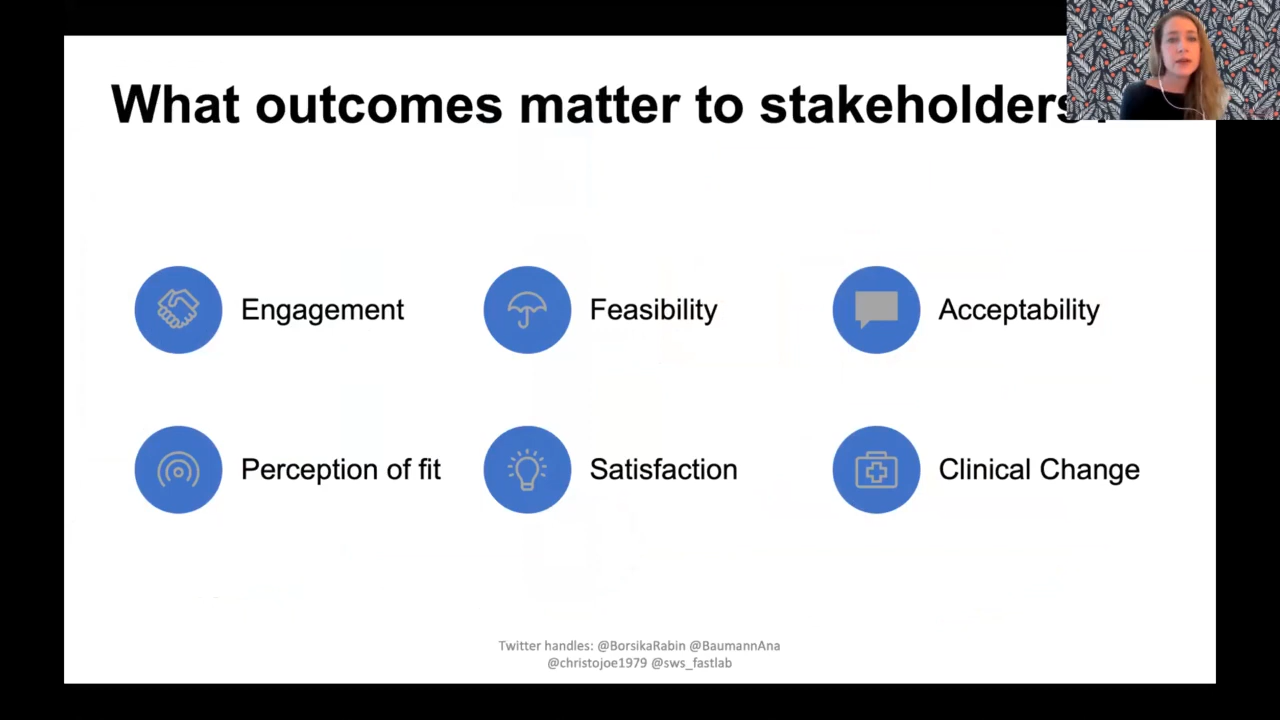 What outcomes matter to stakeholders?
Engagement
Feasibility
Acceptability
Perception of fit
Satisfaction
Clinical Change
Twitter handles: @BorsikaRabin @BaumannAna
@christojoe1979 @sws_fastlab